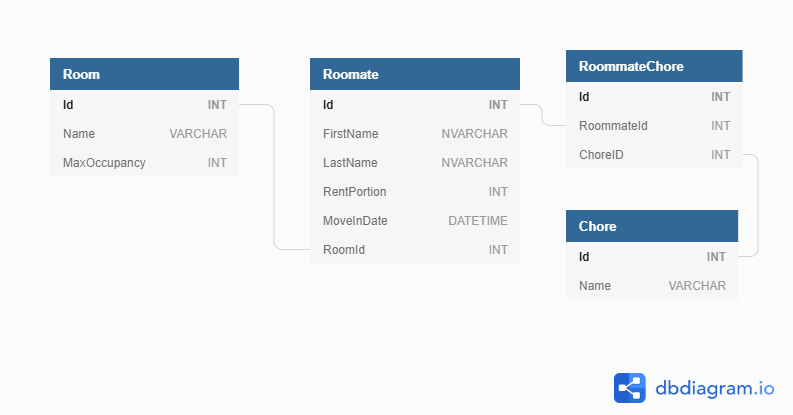 Room
Id INT
Name VARCHAR
MaxOccupancy INT
Roomate
Id INT
FirstName NVARCHAR
LastName NVARCHAR
RentPortion INT
MoveInDate DATETIME
RoomId INT
RoommateChore
Id INT
RoommateId INT
ChoreID INT
Chore
Id INT
Name VARCHAR
dbdiagram.io